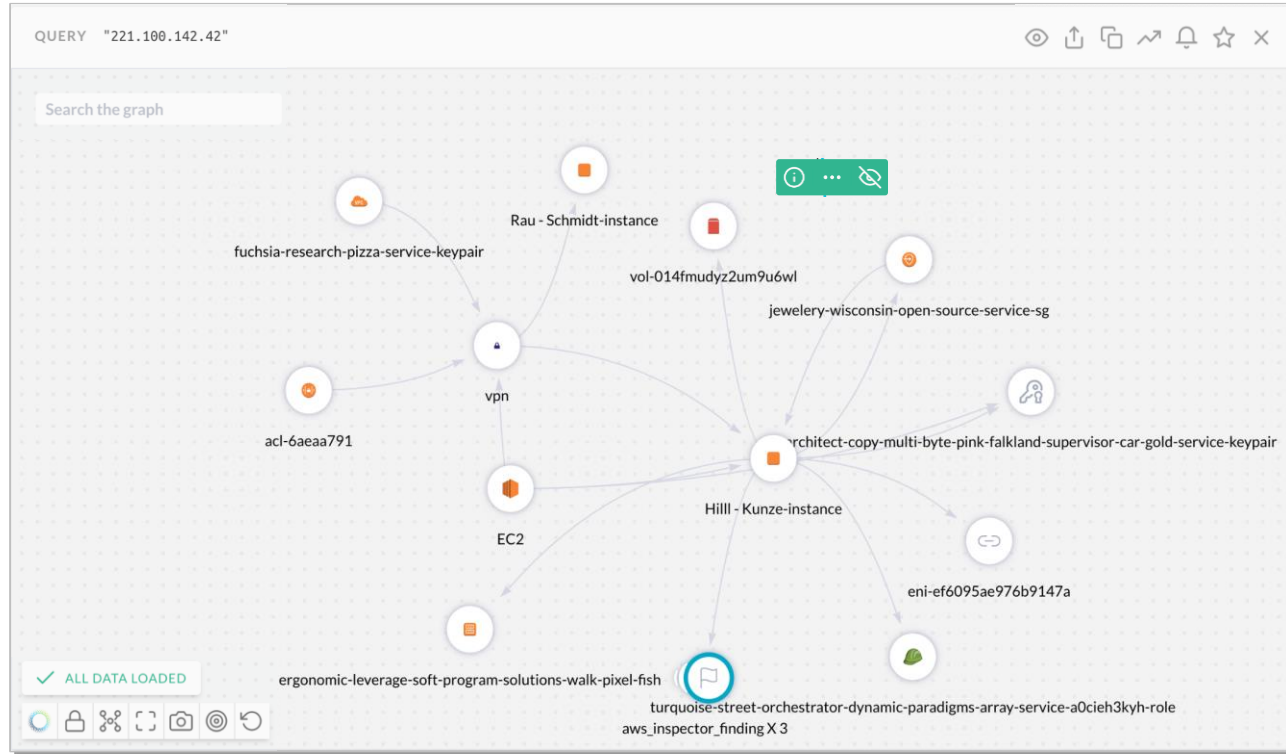 QUERY "221.100.142.42"
Search the graph
Rau - Schmidt-instance
fuchsia-research-pizza-service-keypair
vol-014fmudyz2um9u6wl
jewelery-wisconsin-open-source-service-sg
vpn
acl-6aeaa791
architect-copy-multi-byte-pink-falkland-supervisor-car-gold-service-keypair
Hilll - Kunze-instance
EC2
eni-ef6095ae976b9147a
ALL DATA LOADED
ergonomic-leverage-soft-program-solutions-walk-pixel-fish
turquoise-street-orchestrator-dynamic-paradigms-array-service-a0cieh3kyh-role
aws_inspector_finding X 3